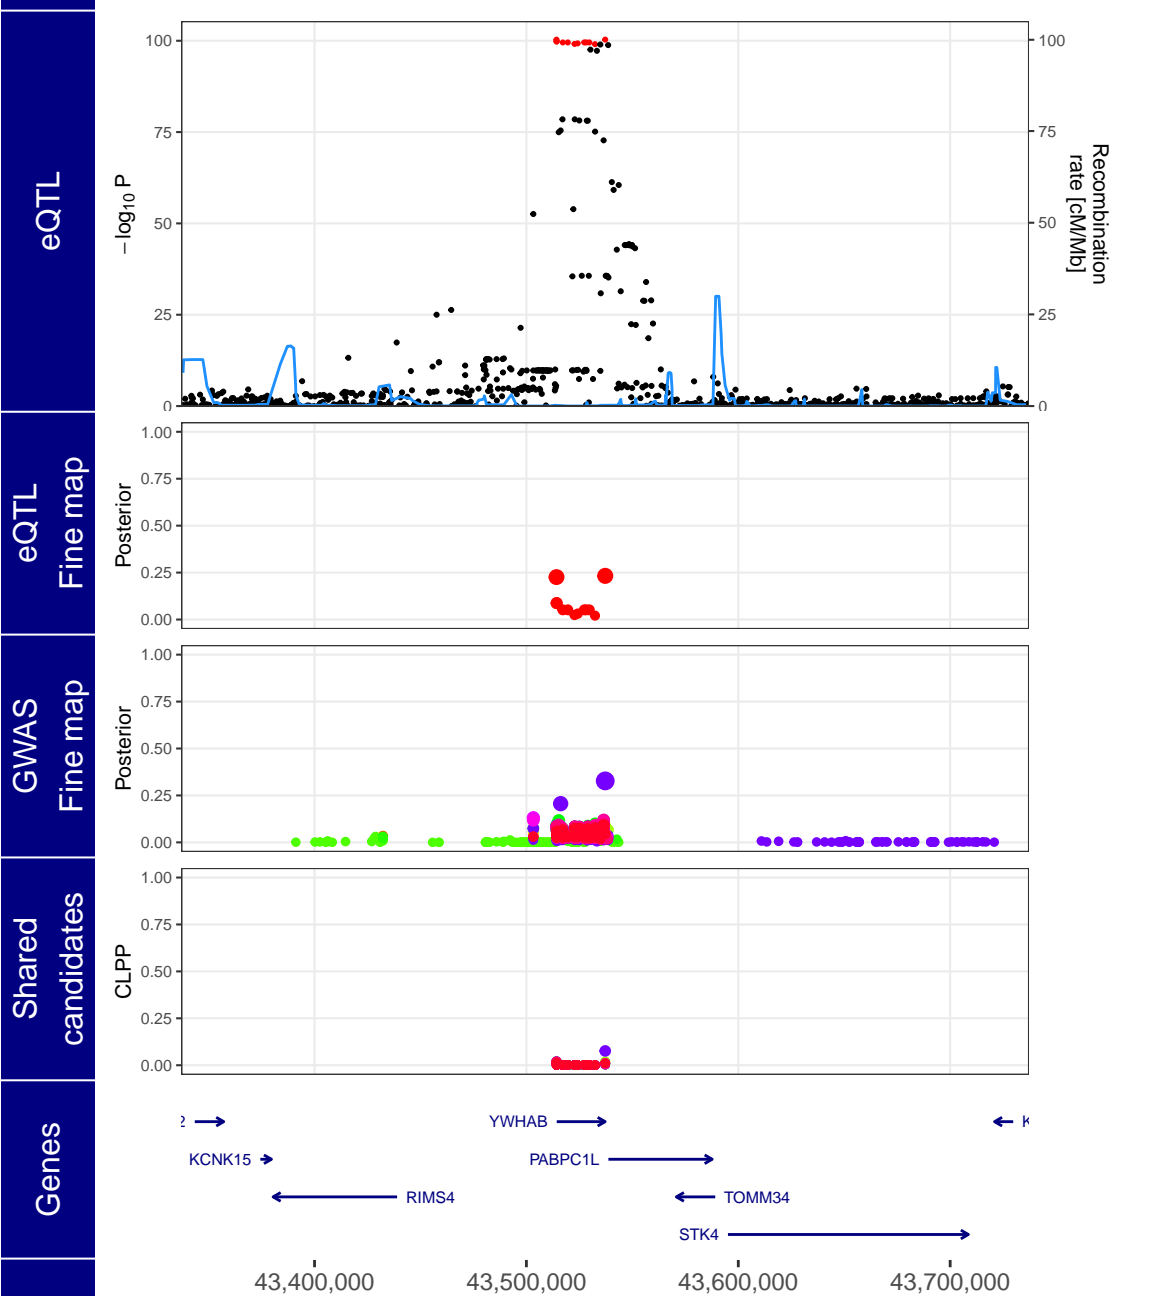 eQTL
−log10 P
100
75
50
25
0
100
75
50
25
0
Recombination
rate [cM/Mb]
eQTL
Fine map
Posterior
1.00
0.75
0.50
0.25
0.00
GWAS
Fine map
Posterior
1.00
0.75
0.50
0.25
0.00
Shared
candidates
CLPP
1.00
0.75
0.50
0.25
0.00
Genes
2
YWHAB
K
KCNK15
PABPC1L
RIMS4
TOMM34
STK4
43,400,000
43,500,000
43,600,000
43,700,000